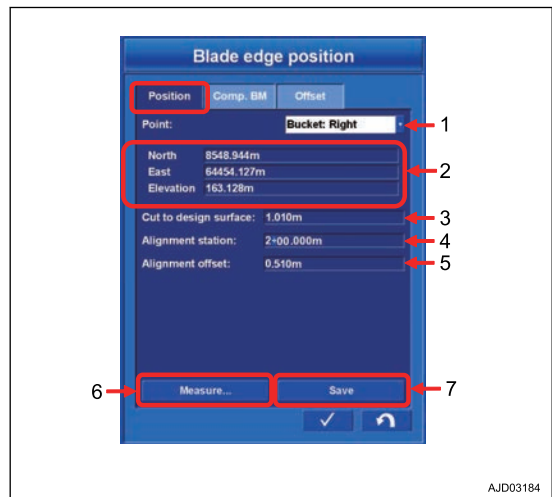 Blade edge position
Position Comp. BM Offset
Point: Bucket: Right 1
North 8548.944m
East 64454.127m 2
Elevation 163.128m
Cut to design surface: 1.010m 3
Alignment station: 2+00.000m 4
Alignment offset: 0.510m 5
6 Measure... Save 7
AJD03184